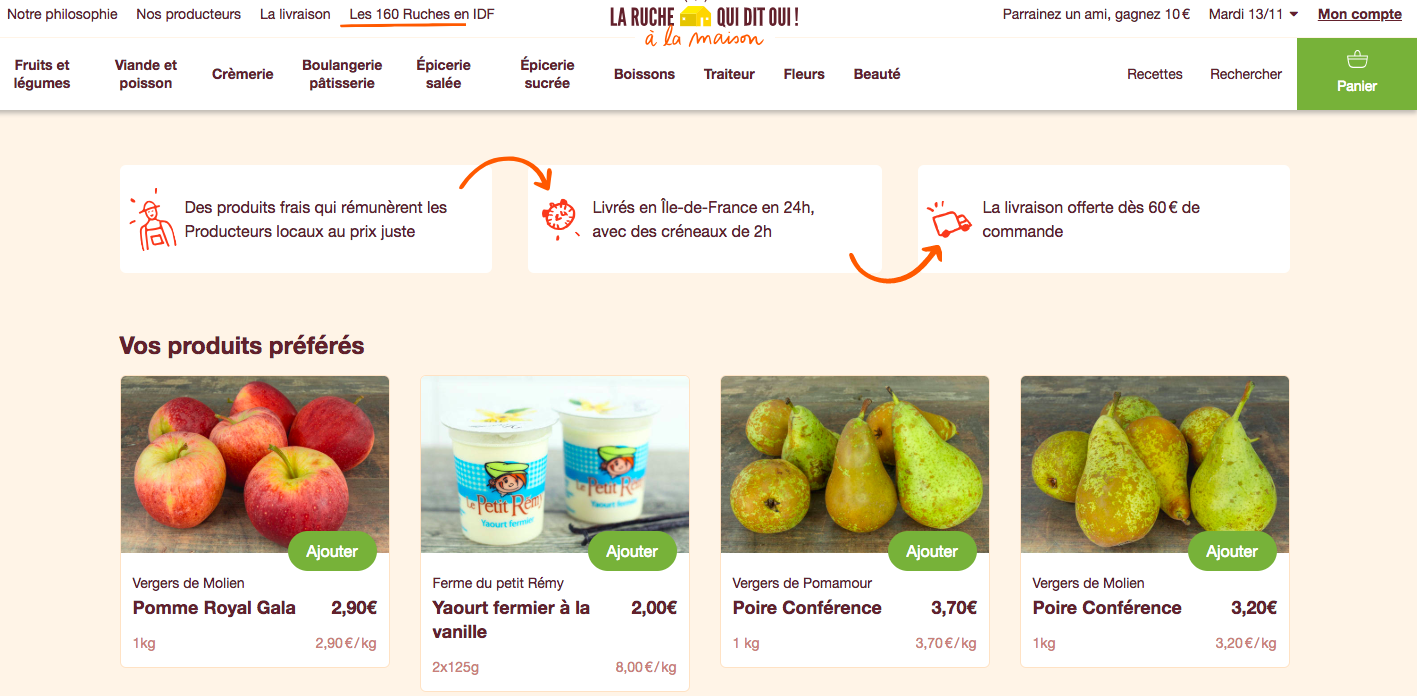 Notre philosophie Nos producteurs La livraison Les 160 Ruches en IDF
LA RUCHE QUI DIT OUI !
à la maison
Parrainez un ami, gagnez 10 € Mardi 13/11 Mon compte
Fruits et
légumes
Viande et
poisson
Crèmerie
Boulangerie
pâtisserie
Épicerie
salée
Épicerie
sucrée
Boissons
Traiteur
Fleurs
Beauté
Recettes
Rechercher
Panier
Des produits frais qui rémunèrent les
Producteurs locaux au prix juste
Livrés en Île-de-France en 24h,
avec des créneaux de 2h
La livraison offerte dès 60 € de
commande
Vos produits préférés
Ajouter
Vergers de Molien
Pomme Royal Gala 2,90€
1kg 2,90 € / kg
Le Petit Rémy
Yaourt fermier
Le Petit Rémy
Yaourt fermier
Ajouter
Ferme du petit Rémy
Yaourt fermier à la 2,00€
vanille
2x125g 8,00 € / kg
Ajouter
Vergers de Pomamour
Poire Conférence 3,70€
1 kg 3,70 € / kg
Ajouter
Vergers de Molien
Poire Conférence 3,20€
1kg 3,20 € / kg